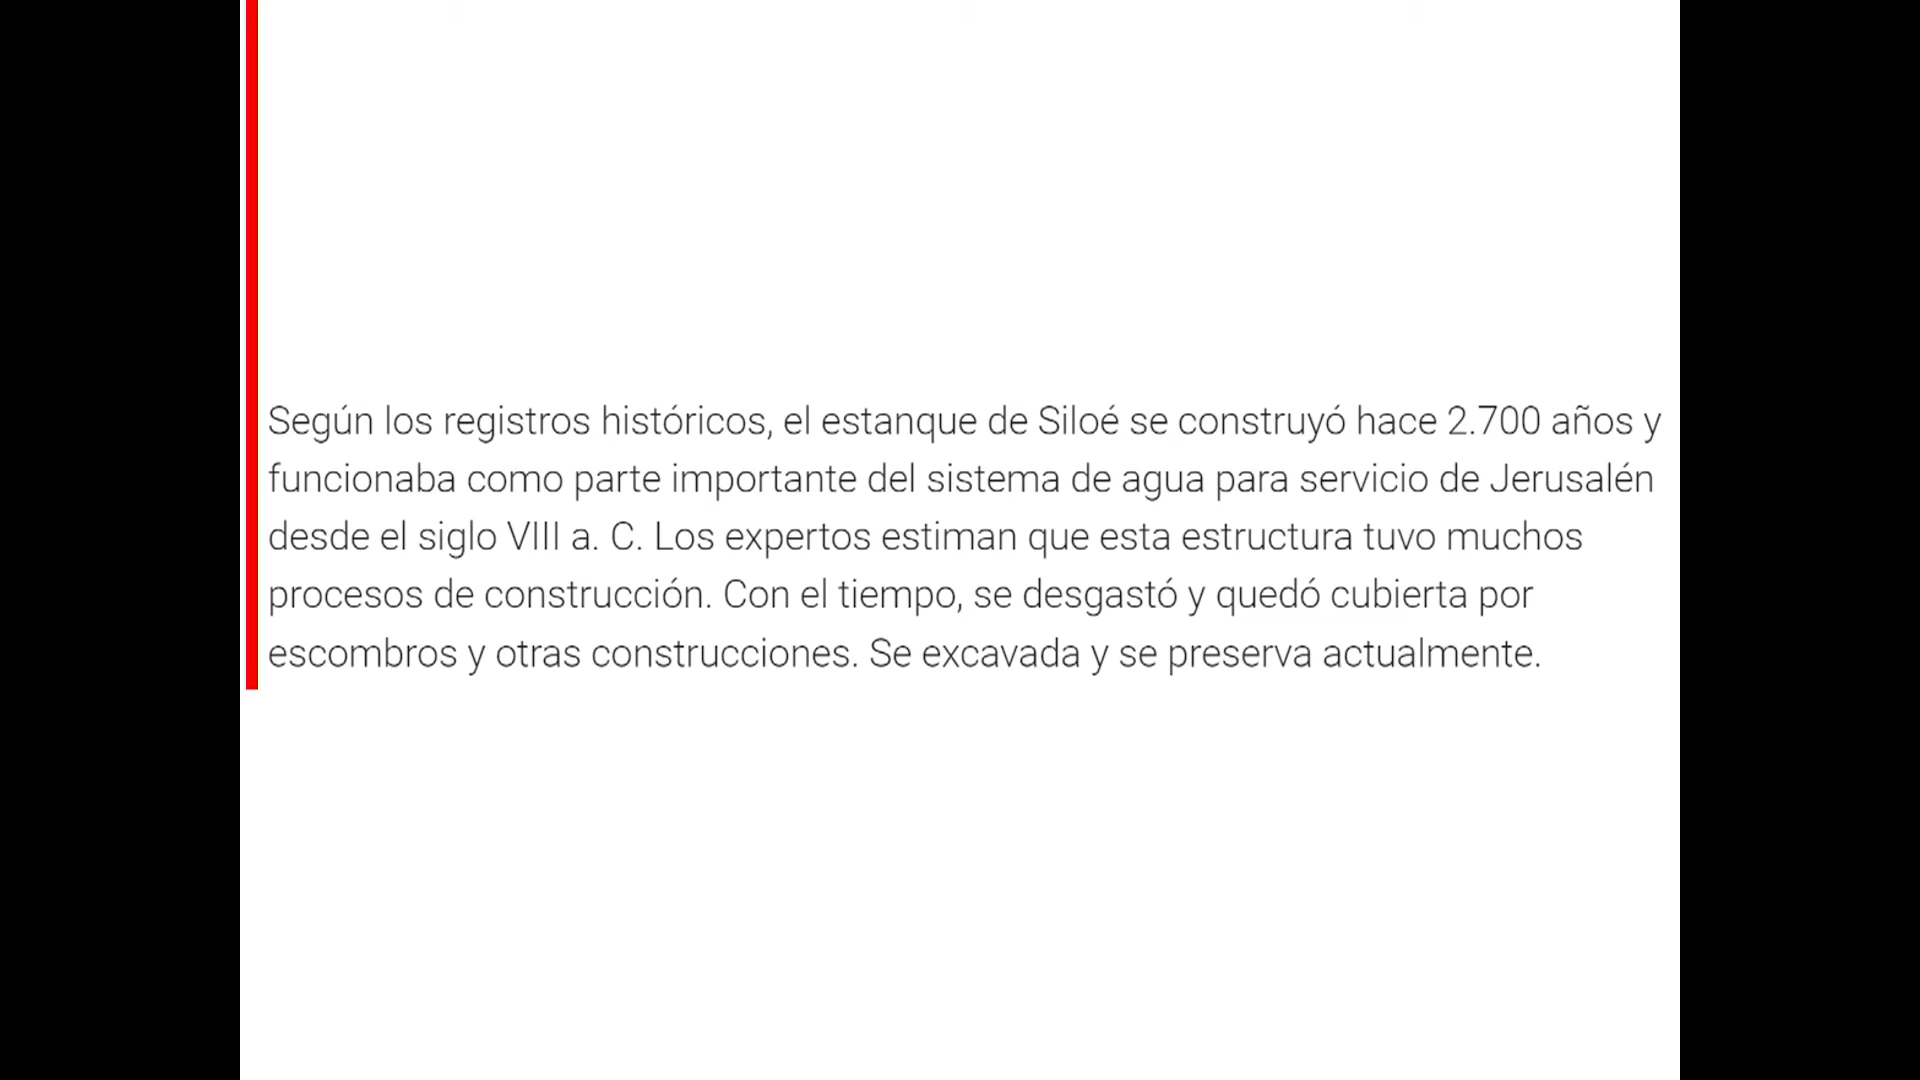 Según los registros históricos, el estanque de Siloé se construyó hace 2.700 años y
funcionaba como parte importante del sistema de agua para servicio de Jerusalén
desde el siglo VIII a. C. Los expertos estiman que esta estructura tuvo muchos
procesos de construcción. Con el tiempo, se desgastó y quedó cubierta por
escombros y otras construcciones. Se excavada y se preserva actualmente.